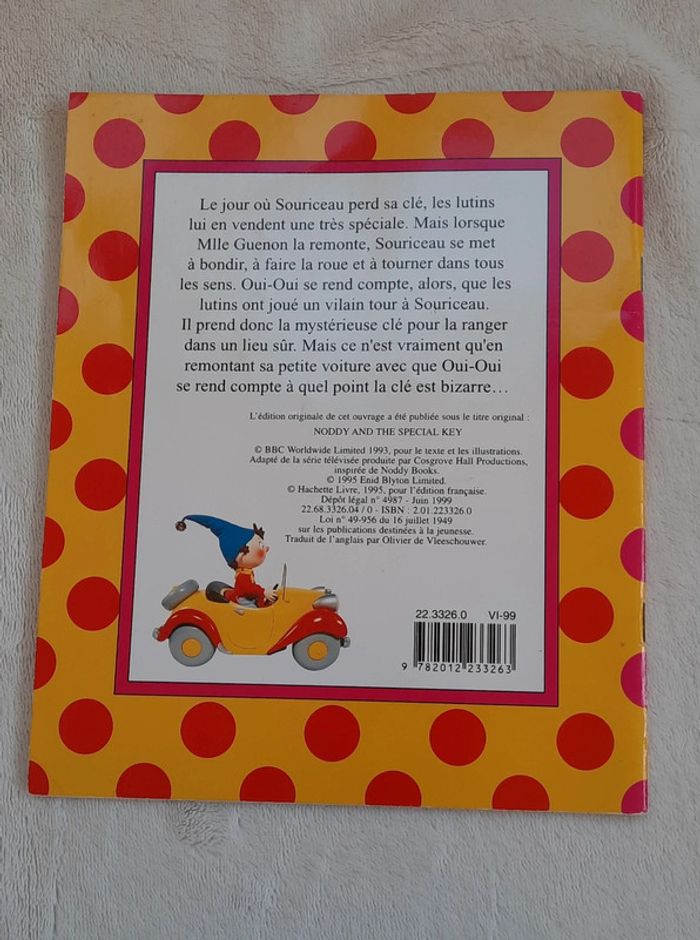 Le jour où Souriceau perd sa clé, les lutins
lui en vendent une très spéciale. Mais lorsque
Mlle Guenon la remonte, Souriceau se met
à bondir, à faire la roue et à tourner dans tous
les sens. Oui-Oui se rend compte, alors, que les
lutins ont joué un vilain tour à Souriceau.
Il prend donc la mystérieuse clé pour la ranger
dans un lieu sûr. Mais ce n'est vraiment qu'en
remontant sa petite voiture avec que Oui-Oui
se rend compte à quel point la clé est bizarre…
L'édition originale de cet ouvrage a été publiée sous le titre original :
NODDY AND THE SPECIAL KEY
© BBC Worldwide Limited 1993, pour le texte et les illustrations.
Adapté de la série télévisée produite par Cosgrove Hall Productions,
inspirée de Noddy Books.
© 1995 Enid Blyton Limited.
© Hachette Livre, 1995, pour l'édition française.
Dépôt légal n° 4987 - Juin 1999
22.68.3326.04 / 0 - ISBN : 2.01.223326.0
Loi n° 49-956 du 16 juillet 1949
sur les publications destinées à la jeunesse.
Traduit de l'anglais par Olivier de Vleeschouwer.
22.3326.0 VI-99
9 782012 233263